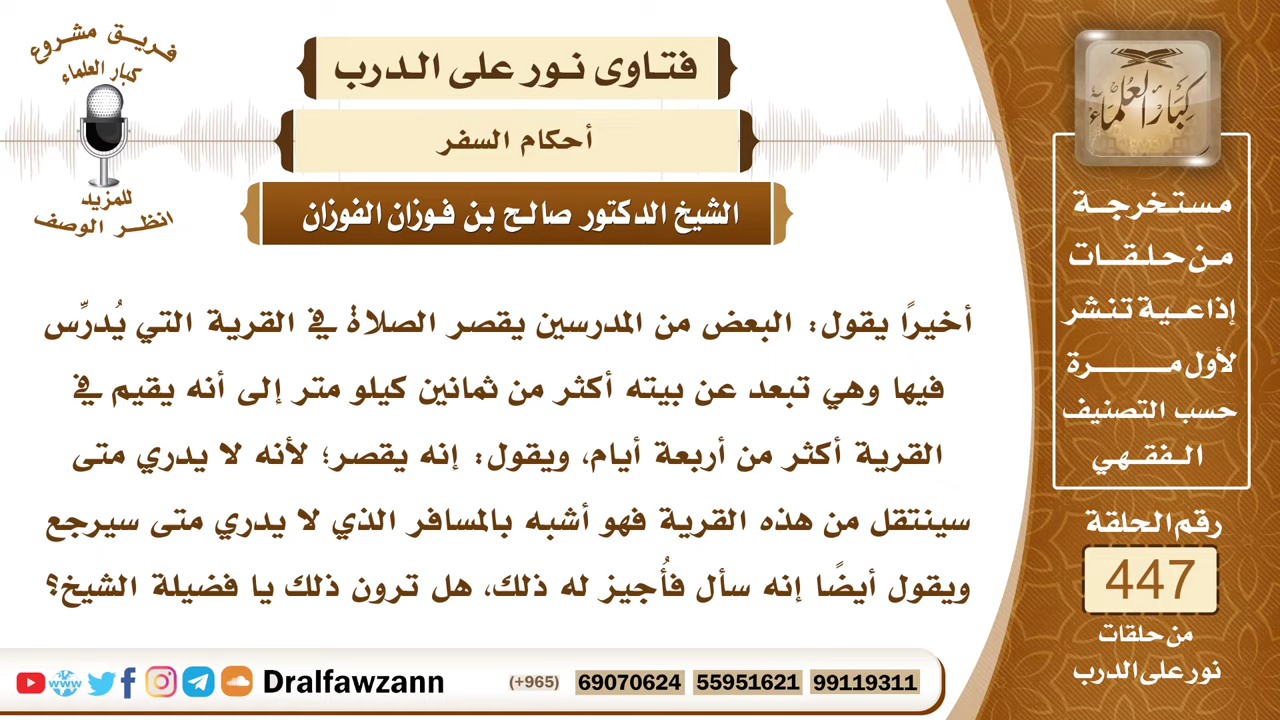 فريق مشروع
كبار العلماء
للمزيد
انظر الوصف
فتاوى نور على الدرب
أحكام السفر
الشيخ الدكتور صالح بن فوزان الفوزان
أخيرًا يقول: البعض من المدرسين يقصر الصلاة في القرية التي يُدرِّس
فيها وهي تبعد عن بيته أكثر من ثمانين كيلو متر إلى أنه يقيم في
القرية أكثر من أربعة أيام، ويقول: إنه يقصر؛ لأنه لا يدري متى
سينتقل من هذه القرية فهو أشبه بالمسافر الذي لا يدري متى سيرجع
ويقول أيضًا إنه سأل فأُجيز له ذلك، هل ترون ذلك يا فضيلة الشيخ؟
كبار العلماء
مستخرجة
من حلقات
إذاعية تنشر
لأول مرة
حسب التصنيف
الفقهي
رقم الحلقة
447
من حلقات
نور على الدرب
www
Dralfawzann
(+965) 69070624 55951621 99119311